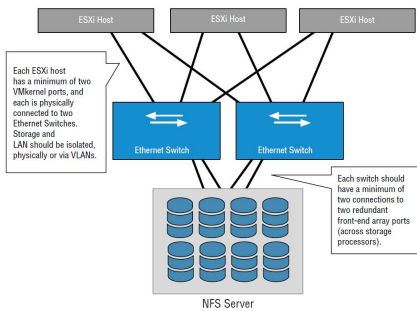 ESXi Host
ESXi Host
ESXi Host
Each ESXi host
has a minimum of two
VMkernel ports, and
each is physically
connected to two
Ethernet Switches.
Storage and
LAN should be isolated,
physically or via VLANs.
Ethernet Switch
Ethernet Switch
Each switch should
have a minimum of
two connections to
two redundant
front-end array ports
(across storage
processors).
NFS Server